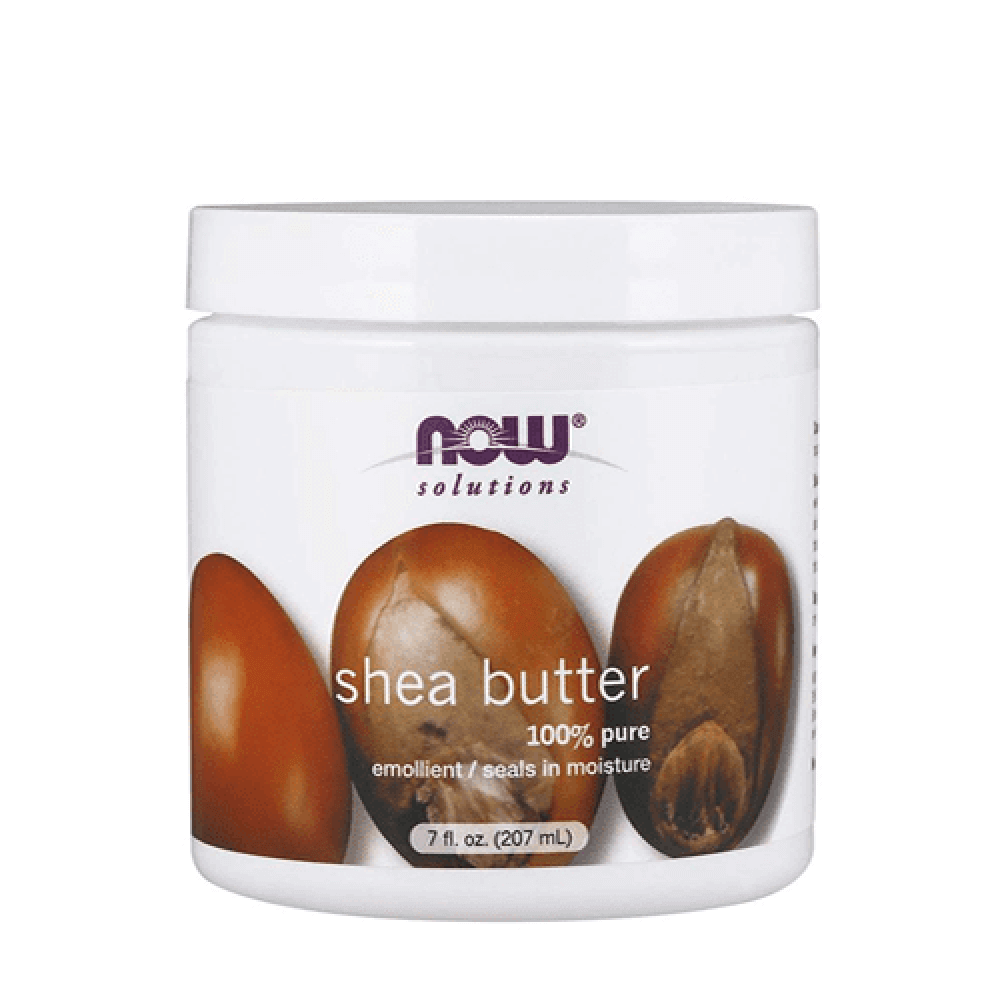 now®
solutions
shea butter
100% pure
emollient / seals in moisture
7 fl. oz. (207 mL)